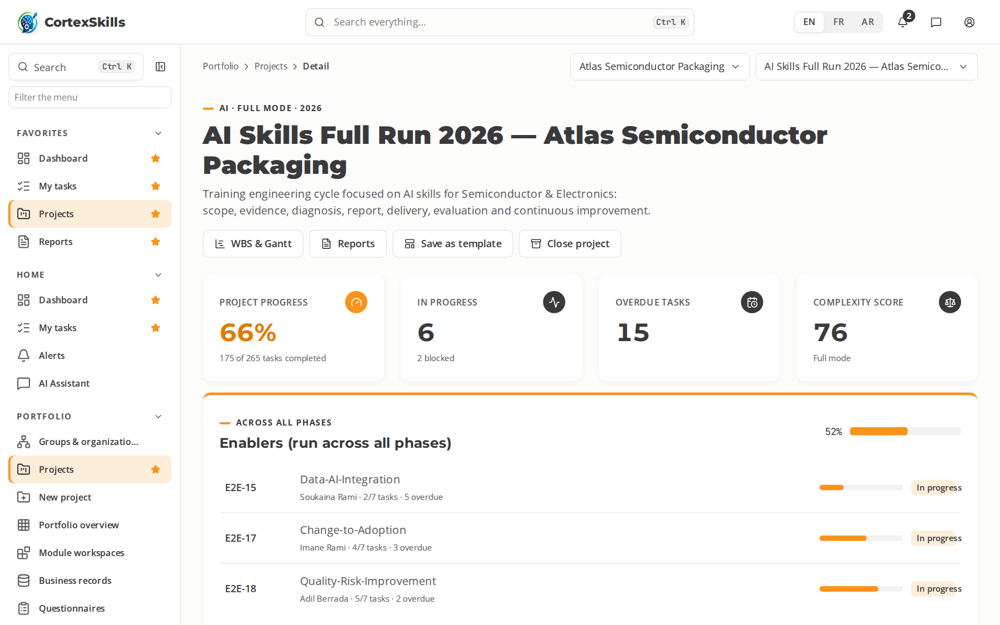 CortexSkills
Search everything...
Ctrl K
EN
FR
AR
2
Search
Ctrl K
Filter the menu
FAVORITES
Dashboard
My tasks
Projects
Reports
HOME
Dashboard
My tasks
Alerts
AI Assistant
PORTFOLIO
Groups & organizatio...
Projects
New project
Portfolio overview
Module workspaces
Business records
Questionnaires
Portfolio > Projects > Detail
Atlas Semiconductor Packaging
AI Skills Full Run 2026 — Atlas Semico...
AI · FULL MODE · 2026
AI Skills Full Run 2026 — Atlas Semiconductor
Packaging
Training engineering cycle focused on AI skills for Semiconductor & Electronics:
scope, evidence, diagnosis, report, delivery, evaluation and continuous improvement.
WBS & Gantt
Reports
Save as template
Close project
PROJECT PROGRESS
66%
175 of 265 tasks completed
IN PROGRESS
6
2 blocked
OVERDUE TASKS
15
COMPLEXITY SCORE
76
Full mode
ACROSS ALL PHASES
Enablers (run across all phases)
52%
E2E-15
Data-AI-Integration
Soukaina Rami · 2/7 tasks · 5 overdue
In progress
E2E-17
Change-to-Adoption
Imane Rami · 4/7 tasks · 3 overdue
In progress
E2E-18
Quality-Risk-Improvement
Adil Berrada · 5/7 tasks · 2 overdue
In progress